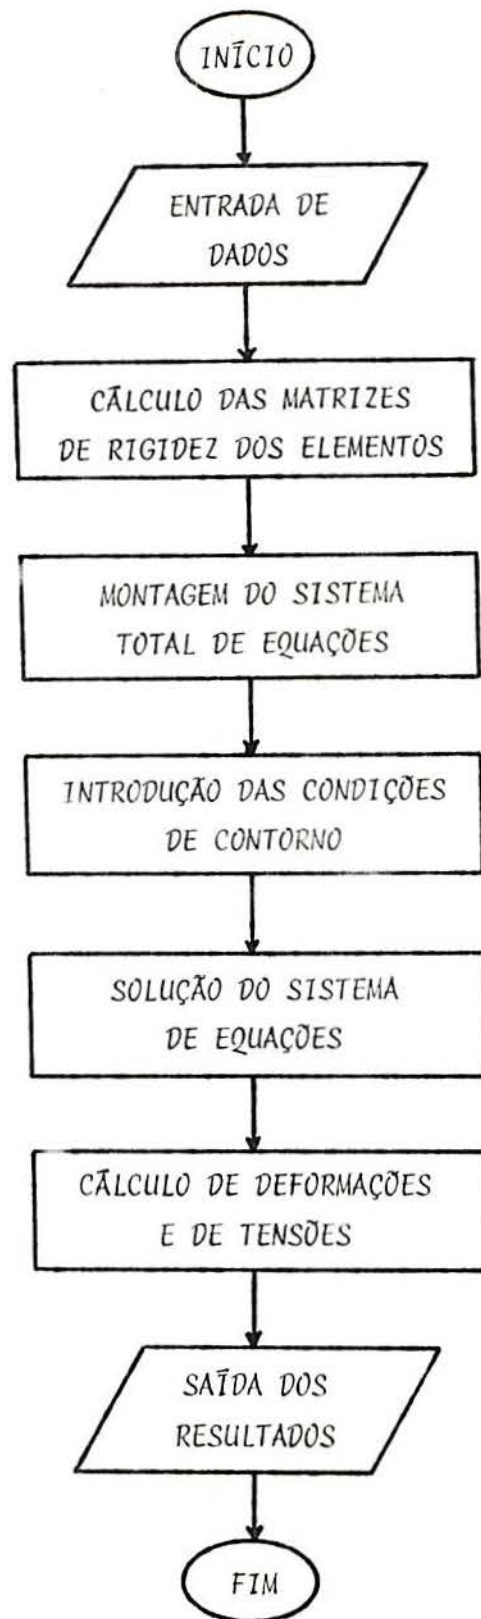 INÍCIO
ENTRADA DE
DADOS
CÁLCULO DAS MATRIZES
DE RIGIDEZ DOS ELEMENTOS
MONTAGEM DO SISTEMA
TOTAL DE EQUAÇÕES
INTRODUÇÃO DAS CONDIÇÕES
DE CONTORNO
SOLUÇÃO DO SISTEMA
DE EQUAÇÕES
CÁLCULO DE DEFORMAÇÕES
E DE TENSÕES
SAÍDA DOS
RESULTADOS
FIM